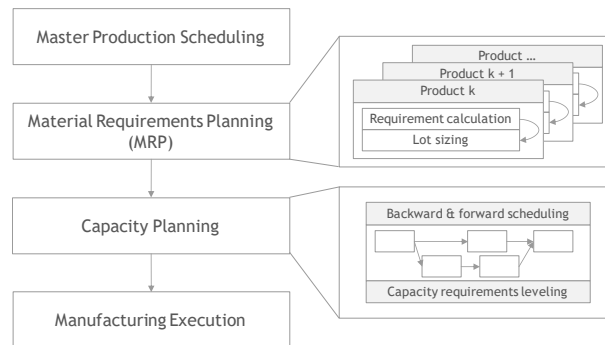 Master Production Scheduling
Material Requirements Planning
(MRP)
Capacity Planning
Manufacturing Execution
Product ...
Product k + 1
Product k
Requirement calculation
Lot sizing
Backward & forward scheduling
Capacity requirements leveling